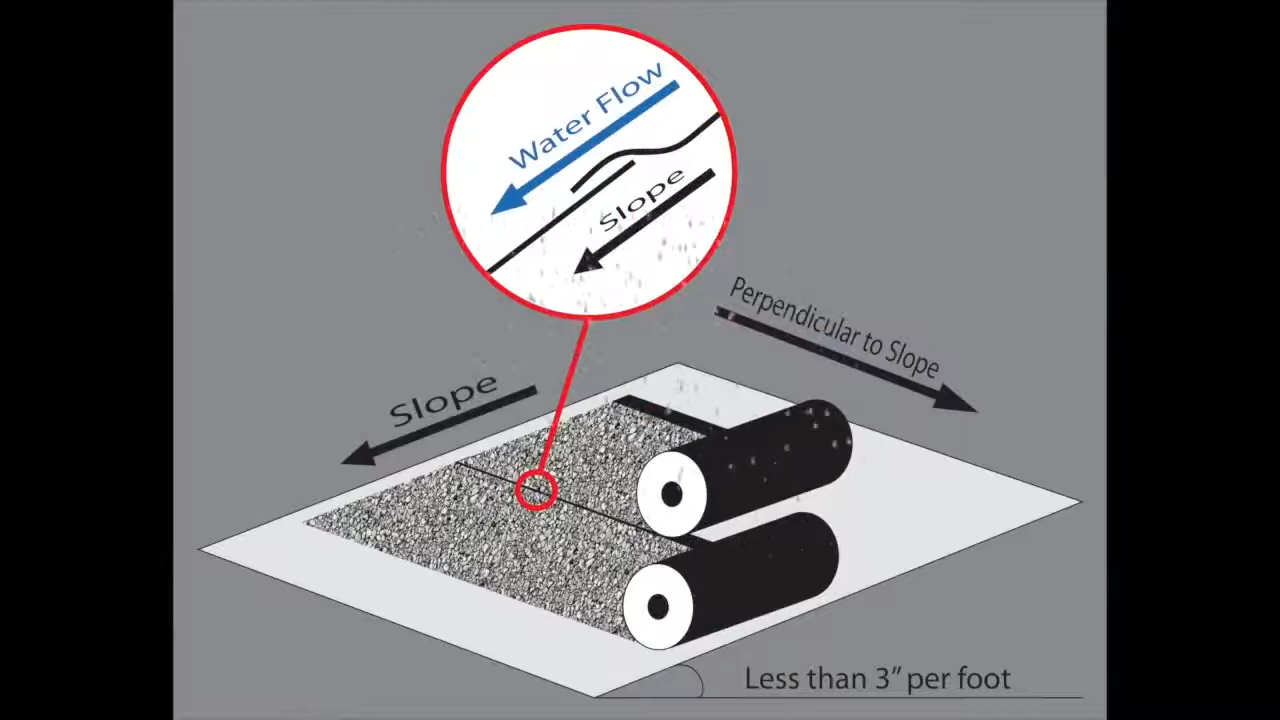 Water Flow
Slope
Perpendicular to Slope
Slope
Less than 3” per foot